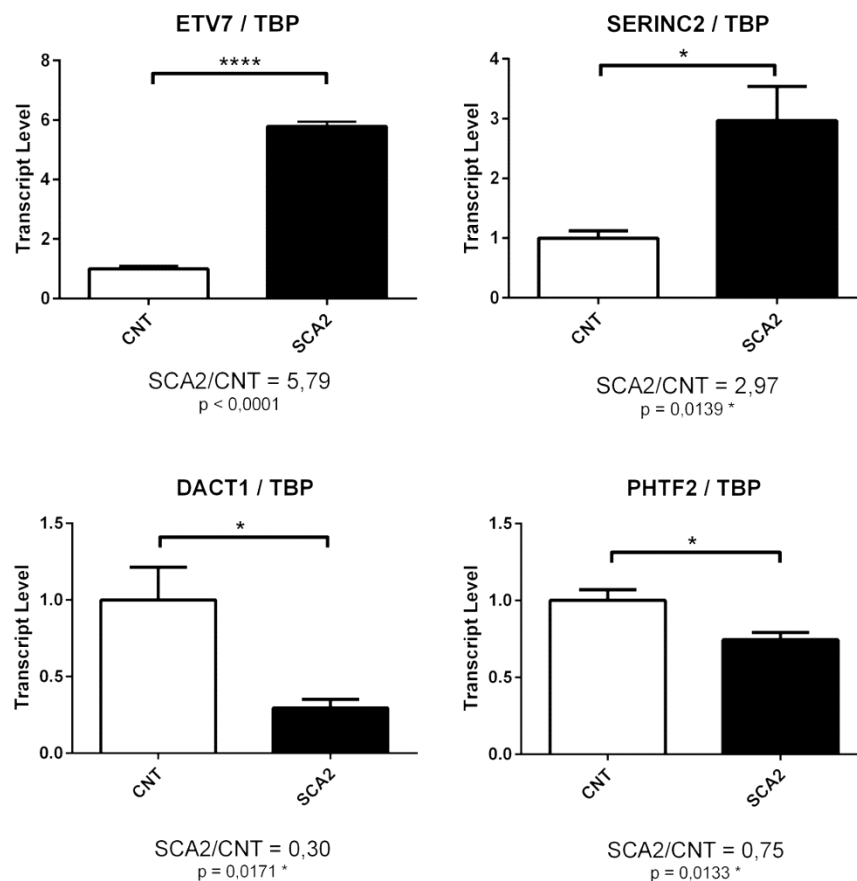 ETV7 / TBP
Transcript Level
8
6
4
2
0
****
CNT
SCA2
SCA2/CNT = 5,79
p < 0,0001
SERINC2 / TBP
Transcript Level
4
3
2
1
0
*
CNT
SCA2
SCA2/CNT = 2,97
p = 0,0139 *
DACT1 / TBP
Transcript Level
1.5
1.0
0.5
0.0
*
CNT
SCA2
SCA2/CNT = 0,30
p = 0,0171 *
PHTF2 / TBP
Transcript Level
1.5
1.0
0.5
0.0
*
CNT
SCA2
SCA2/CNT = 0,75
p = 0,0133 *